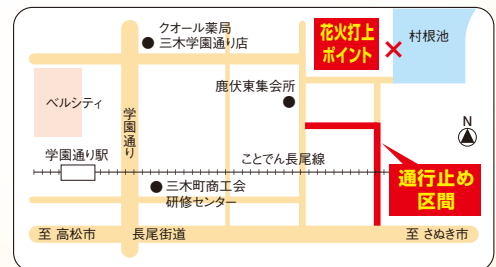 クオール薬局
三木学園通り店
花火打上
ポイント
村根池
ベルシティ
鹿伏東集会所
学園通り
N
学園通り駅
ことでん長尾線
三木町商工会
研修センター
通行止め
区間
至 高松市
長尾街道
至 さぬき市